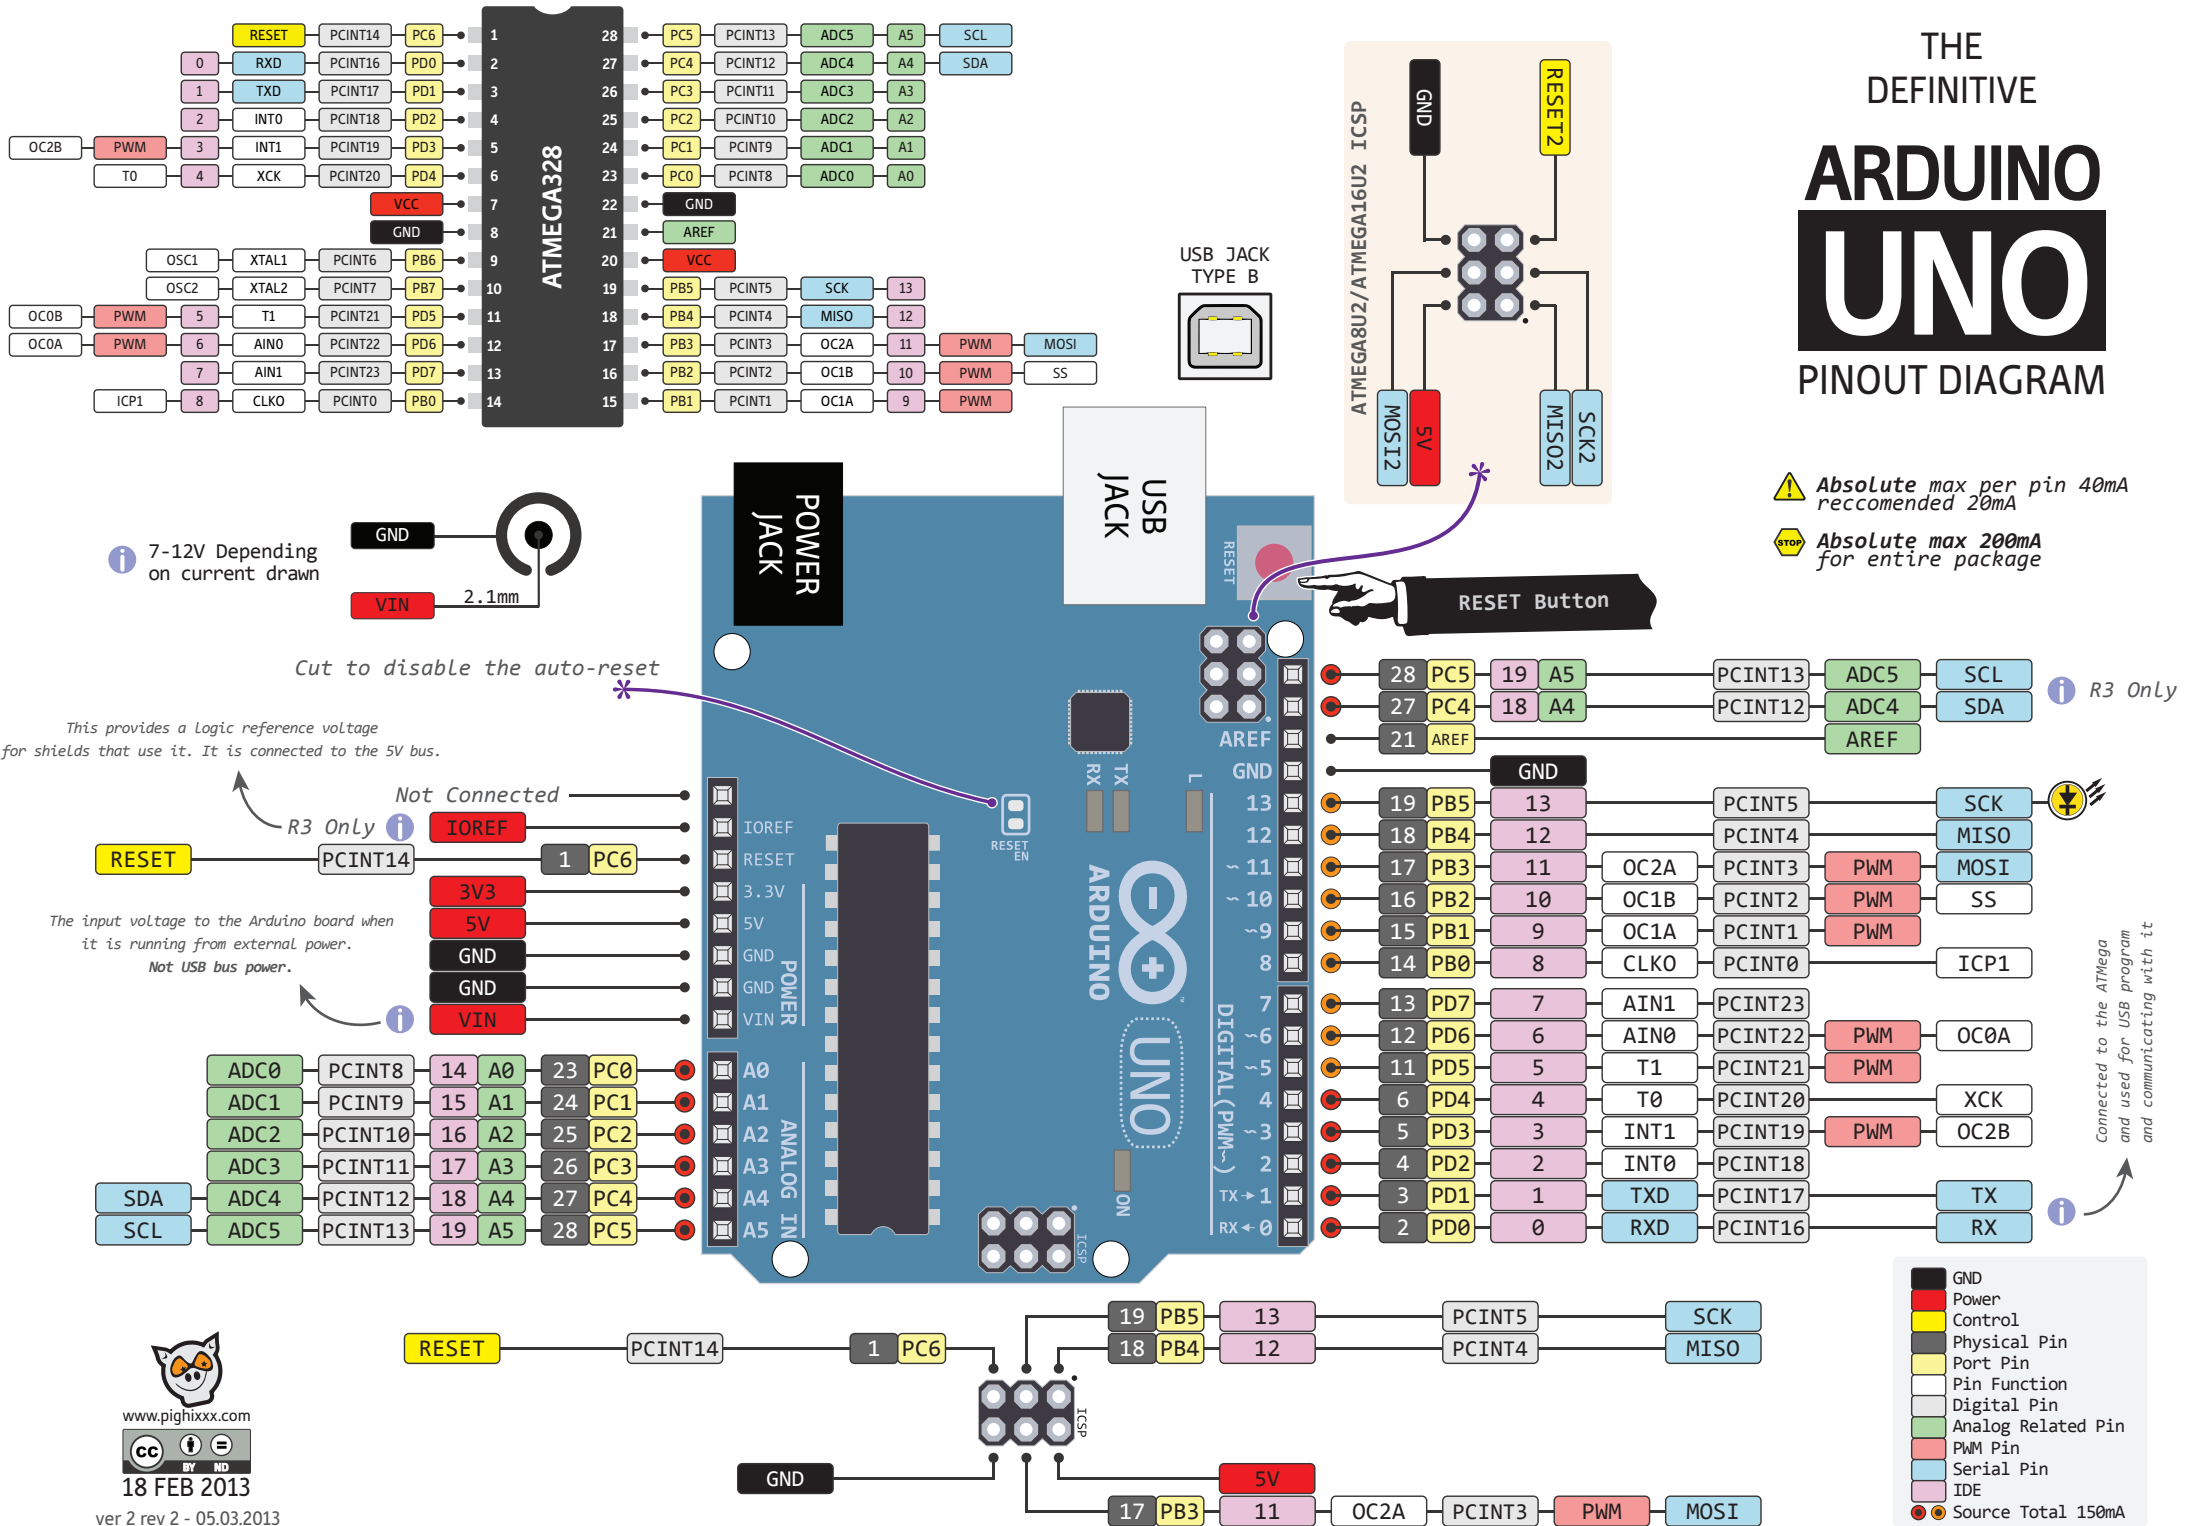 THE
DEFINITIVE
ARDUINO
UNO
PINOUT DIAGRAM
Absolute max per pin 40mA
reccomended 20mA
STOP
Absolute max 200mA
for entire package
ATMEGA328
RESET PCINT14 PC6 1
0 RXD PCINT16 PD0 2
1 TXD PCINT17 PD1 3
2 INT0 PCINT18 PD2 4
OC2B PWM 3 INT1 PCINT19 PD3 5
T0 4 XCK PCINT20 PD4 6
VCC 7
GND 8
OSC1 XTAL1 PCINT6 PB6 9
OSC2 XTAL2 PCINT7 PB7 10
OC0B PWM 5 T1 PCINT21 PD5 11
OC0A PWM 6 AIN0 PCINT22 PD6 12
7 AIN1 PCINT23 PD7 13
ICP1 8 CLKO PCINT0 PB0 14
28 PC5 PCINT13 ADC5 A5 SCL
27 PC4 PCINT12 ADC4 A4 SDA
26 PC3 PCINT11 ADC3 A3
25 PC2 PCINT10 ADC2 A2
24 PC1 PCINT9 ADC1 A1
23 PC0 PCINT8 ADC0 A0
22 GND
21 AREF
20 VCC
19 PB5 PCINT5 SCK 13
18 PB4 PCINT4 MISO 12
17 PB3 PCINT3 OC2A 11 PWM MOSI
16 PB2 PCINT2 OC1B 10 PWM SS
15 PB1 PCINT1 OC1A 9 PWM
USB JACK
TYPE B
ATMEGA8U2/ATMEGA16U2 ICSP
GND
RESET2
MOSI2
5V
MISO2
SCK2
i 7-12V Depending
on current drawn
GND
VIN 2.1mm
POWER
JACK
USB
JACK
RESET
RESET Button
Cut to disable the auto-reset
This provides a logic reference voltage
for shields that use it. It is connected to the 5V bus.
Not Connected
R3 Only i IOREF
RESET PCINT14 1 PC6
3V3
5V
GND
GND
i VIN
The input voltage to the Arduino board when
it is running from external power.
Not USB bus power.
ADC0 PCINT8 14 A0 23 PC0
ADC1 PCINT9 15 A1 24 PC1
ADC2 PCINT10 16 A2 25 PC2
ADC3 PCINT11 17 A3 26 PC3
SDA ADC4 PCINT12 18 A4 27 PC4
SCL ADC5 PCINT13 19 A5 28 PC5
IOREF
RESET
3.3V
5V
GND
GND
VIN
POWER
A0
A1
A2
A3
A4
A5
ANALOG IN
RESET
EN
RX
TX
L
ARDUINO
UNO
ON
ICSP
AREF
GND
13
12
~ 11
~ 10
~9
8
7
~6
~5
4
~3
2
TX→1
RX←0
DIGITAL(PWM~)
28 PC5 19 A5 PCINT13 ADC5 SCL
27 PC4 18 A4 PCINT12 ADC4 SDA
i R3 Only
21 AREF AREF
GND
19 PB5 13 PCINT5 SCK
18 PB4 12 PCINT4 MISO
17 PB3 11 OC2A PCINT3 PWM MOSI
16 PB2 10 OC1B PCINT2 PWM SS
15 PB1 9 OC1A PCINT1 PWM
14 PB0 8 CLKO PCINT0 ICP1
13 PD7 7 AIN1 PCINT23
12 PD6 6 AIN0 PCINT22 PWM OC0A
11 PD5 5 T1 PCINT21 PWM
6 PD4 4 T0 PCINT20 XCK
5 PD3 3 INT1 PCINT19 PWM OC2B
4 PD2 2 INT0 PCINT18
3 PD1 1 TXD PCINT17 TX
2 PD0 0 RXD PCINT16 RX
i
Connected to the ATMega
and used for USB program
and communicating with it
RESET PCINT14 1 PC6
19 PB5 13 PCINT5 SCK
18 PB4 12 PCINT4 MISO
ICSP
GND
5V
17 PB3 11 OC2A PCINT3 PWM MOSI
GND
Power
Control
Physical Pin
Port Pin
Pin Function
Digital Pin
Analog Related Pin
PWM Pin
Serial Pin
IDE
Source Total 150mA
www.pighixxx.com
cc
BY ND
18 FEB 2013
ver 2 rev 2 - 05.03.2013